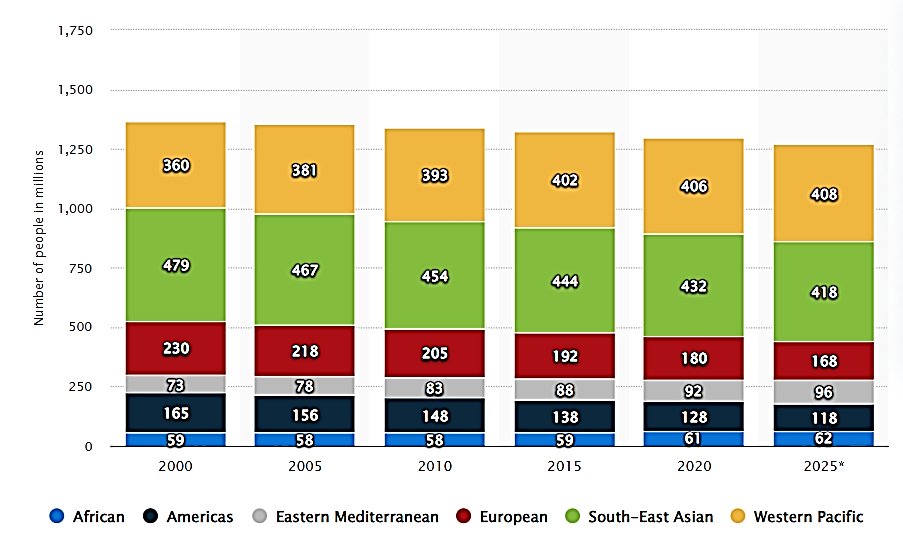 1,750
1,500
1,250
1,000
750
500
250
0
Number of people in millions
360 381 393 402 406 408
479 467 454 444 432 418
230 218 205 192 180 168
73 78 83 88 92 96
165 156 148 138 128 118
59 58 58 59 61 62
2000 2005 2010 2015 2020 2025*
African Americas Eastern Mediterranean European South-East Asian Western Pacific